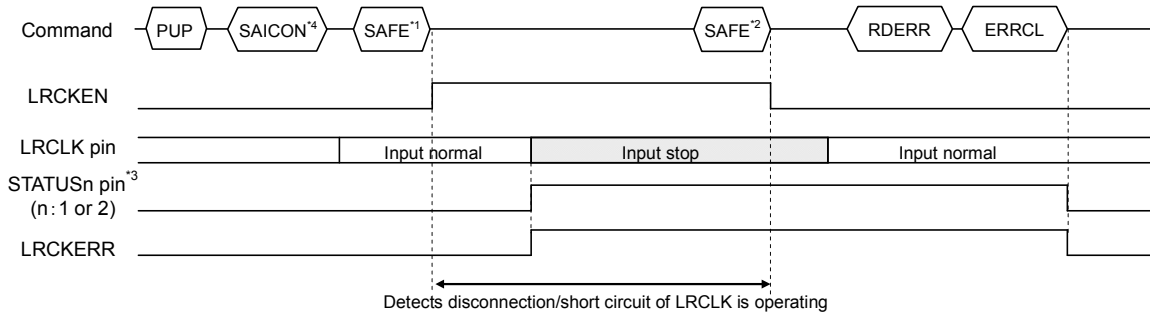 Command PUP SAICON*4 SAFE*1 SAFE*2 RDERR ERRCL
LRCKEN
LRCLK pin Input normal Input stop Input normal
STATUSn pin*3
(n : 1 or 2)
LRCKERR
Detects disconnection/short circuit of LRCLK is operating